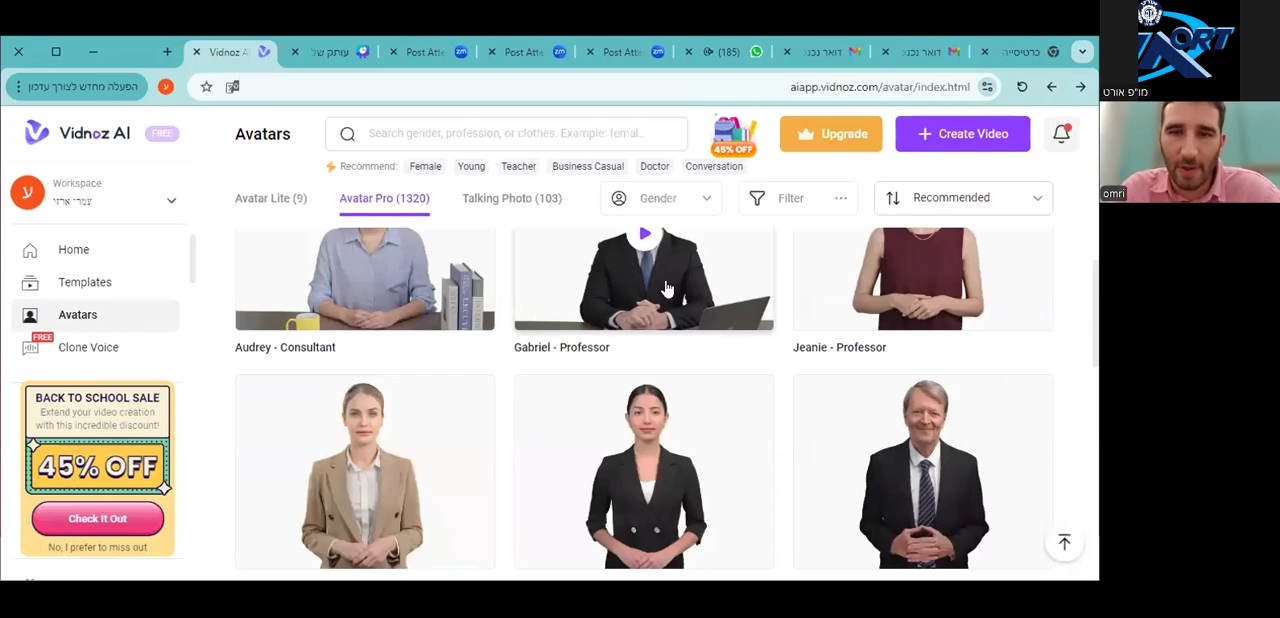 Vidnoz AI
עותק של
Post Atte
Post Atte
Post Atte
(185)
דואר נכנס
דואר נכנס
כרטיסייה
הפעלה מחדש לצורך עדכון
ע
aiapp.vidnoz.com/avatar/index.html
Vidnoz AI
FREE
Avatars
Search gender, profession, or clothes. Example: femal...
45% OFF
Upgrade
+ Create Video
Recommend:
Female
Young
Teacher
Business Casual
Doctor
Conversation
ע
Workspace
עמרי ארזי
Avatar Lite (9)
Avatar Pro (1320)
Talking Photo (103)
Gender
Filter
...
Recommended
Home
Templates
Avatars
FREE
Clone Voice
Audrey - Consultant
Gabriel - Professor
Jeanie - Professor
BACK TO SCHOOL SALE
Extend your video creation
with this incredible discount!
45% OFF
Check It Out
No, I prefer to miss out
ORT
מו"פ אורט
omri